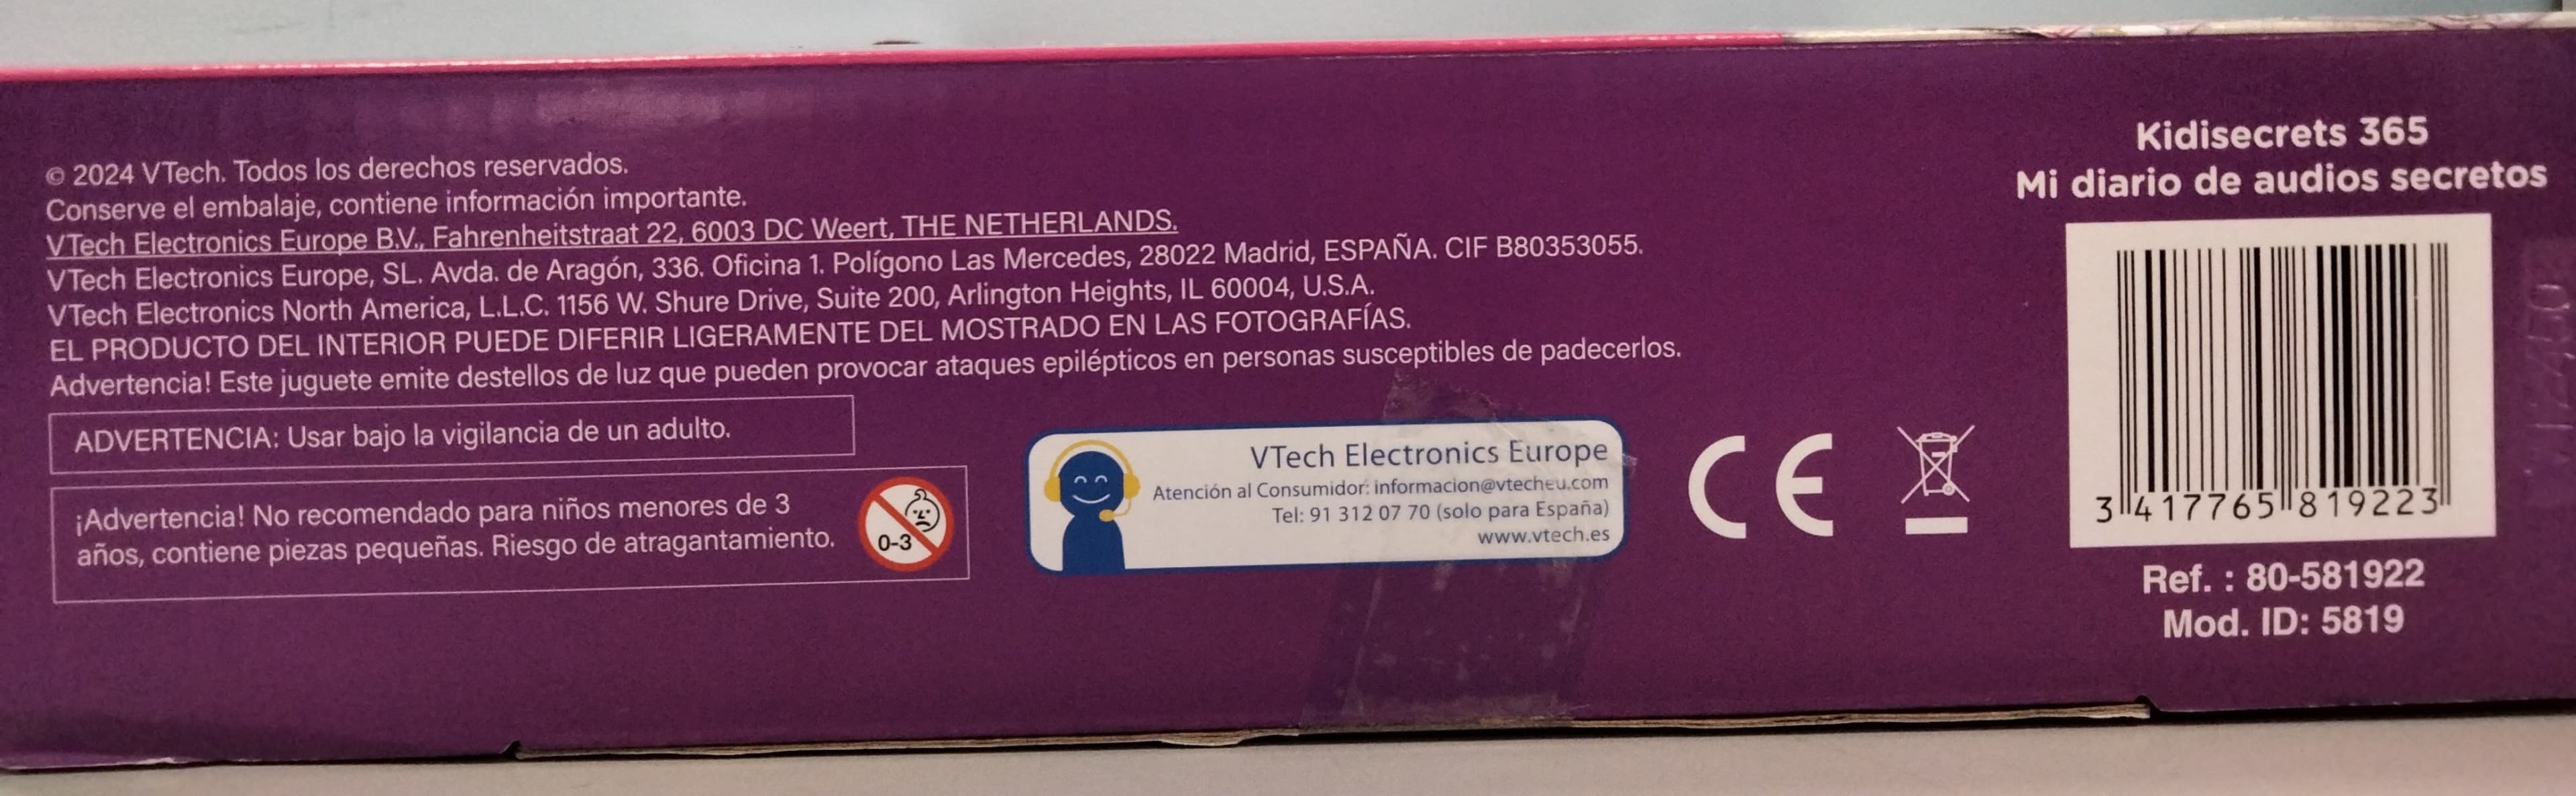 © 2024 VTech. Todos los derechos reservados.
Conserve el embalaje, contiene información importante.
VTech Electronics Europe B.V., Fahrenheitstraat 22, 6003 DC Weert, THE NETHERLANDS.
VTech Electronics Europe, SL. Avda. de Aragón, 336. Oficina 1. Polígono Las Mercedes, 28022 Madrid, ESPAÑA. CIF B80353055.
VTech Electronics North America, L.L.C. 1156 W. Shure Drive, Suite 200, Arlington Heights, IL 60004, U.S.A.
EL PRODUCTO DEL INTERIOR PUEDE DIFERIR LIGERAMENTE DEL MOSTRADO EN LAS FOTOGRAFÍAS.
Advertencia! Este juguete emite destellos de luz que pueden provocar ataques epilépticos en personas susceptibles de padecerlos.
ADVERTENCIA: Usar bajo la vigilancia de un adulto.
¡Advertencia! No recomendado para niños menores de 3
años, contiene piezas pequeñas. Riesgo de atragantamiento.
0-3
VTech Electronics Europe
Atención al Consumidor: informacion@vtecheu.com
Tel: 91 312 07 70 (solo para España)
www.vtech.es
CE
Kidisecrets 365
Mi diario de audios secretos
3 417765 819223
Ref. : 80-581922
Mod. ID: 5819